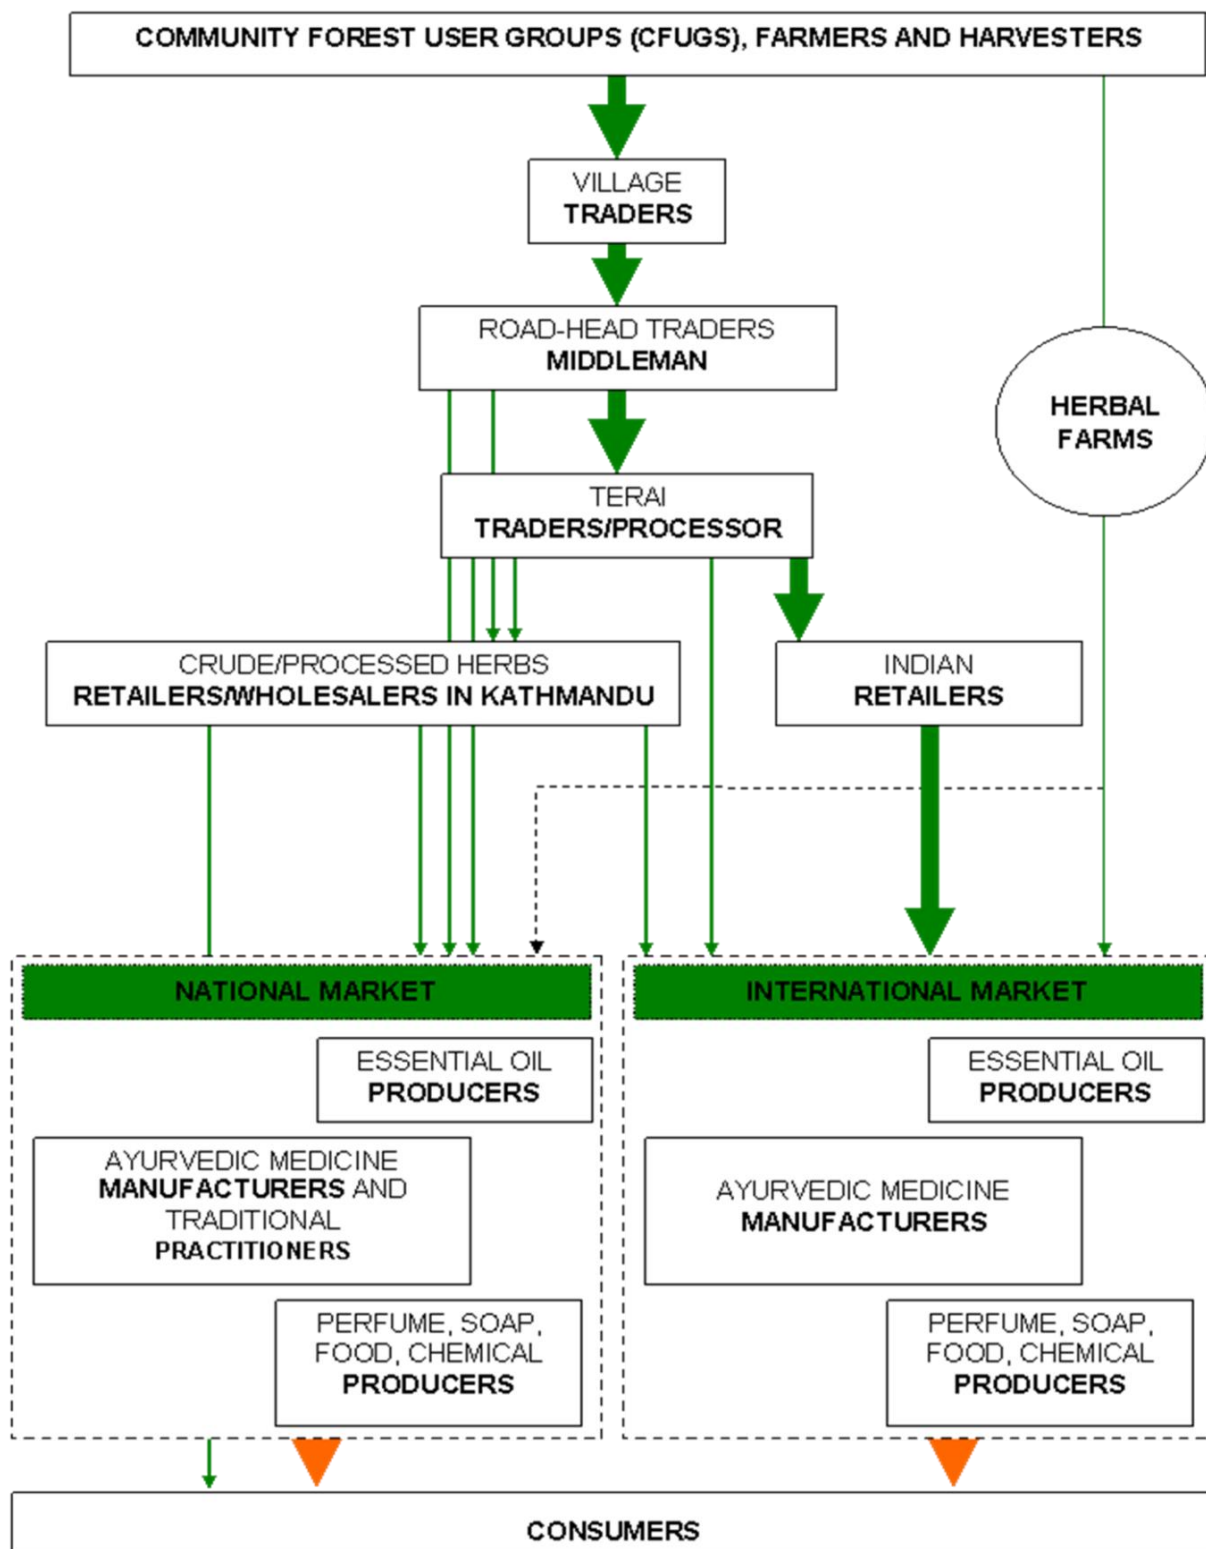 COMMUNITY FOREST USER GROUPS (CFUGS), FARMERS AND HARVESTERS
VILLAGE
TRADERS
ROAD-HEAD TRADERS
MIDDLEMAN
HERBAL
FARMS
TERAI
TRADERS/PROCESSOR
CRUDE/PROCESSED HERBS
RETAILERS/WHOLESALERS IN KATHMANDU
INDIAN
RETAILERS
NATIONAL MARKET
ESSENTIAL OIL
PRODUCERS
AYURVEDIC MEDICINE
MANUFACTURERS AND
TRADITIONAL
PRACTITIONERS
PERFUME, SOAP,
FOOD, CHEMICAL
PRODUCERS
INTERNATIONAL MARKET
ESSENTIAL OIL
PRODUCERS
AYURVEDIC MEDICINE
MANUFACTURERS
PERFUME, SOAP,
FOOD, CHEMICAL
PRODUCERS
CONSUMERS